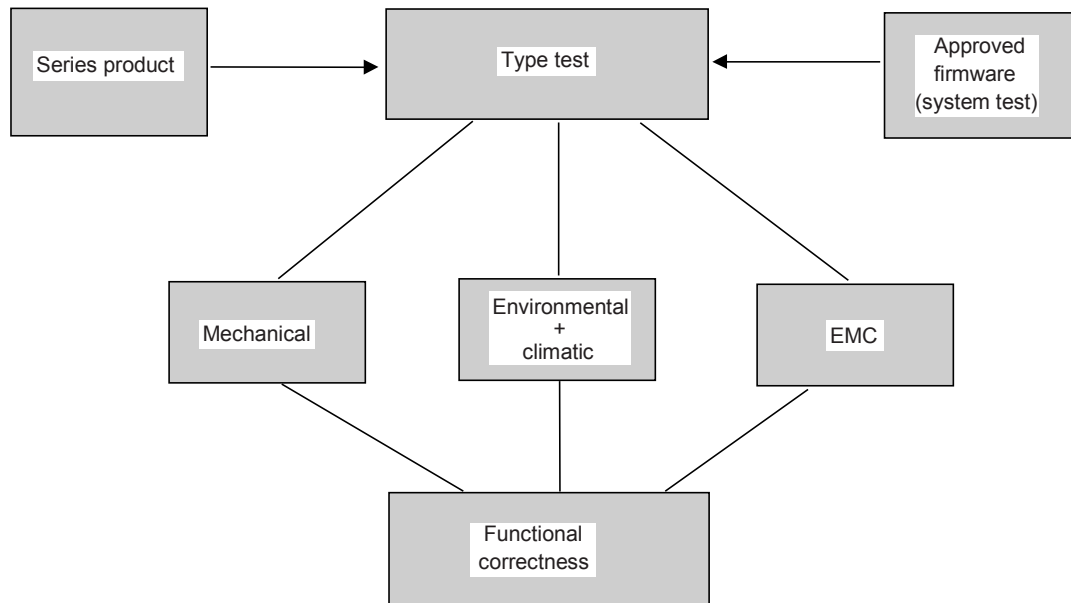 Series product
Type test
Approved
firmware
(system test)
Mechanical
Environmental
+
climatic
EMC
Functional
correctness